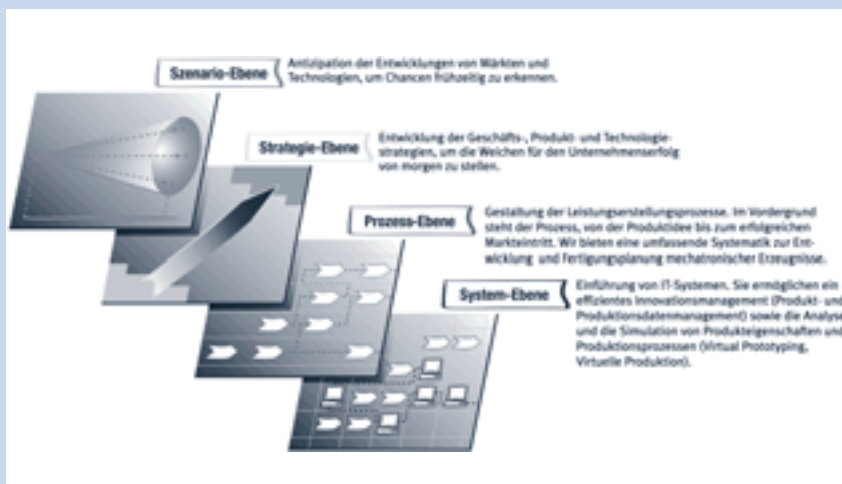 Szenario-Ebene
Antizipation der Entwicklungen von Märkten und
Technologien, um Chancen frühzeitig zu erkennen.
Strategie-Ebene
Entwicklung der Geschäfts-, Produkt- und Technologie-
strategien, um die Weichen für den Unternehmenserfolg
von morgen zu stellen.
Prozess-Ebene
Gestaltung der Leistungserstellungsprozesse. Im Vordergrund
steht der Prozess, von der Produktidee bis zum erfolgreichen
Markteintritt. Wir bieten eine umfassende Systematik zur Ent-
wicklung und Fertigungsplanung mechatronischer Erzeugnisse.
System-Ebene
Einführung von IT-Systemen. Sie ermöglichen ein
effizientes Innovationsmanagement (Produkt- und
Produktionsdatenmanagement) sowie die Analyse
und die Simulation von Produkteigenschaften und
Produktionsprozessen (Virtual Prototyping,
Virtuelle Produktion).